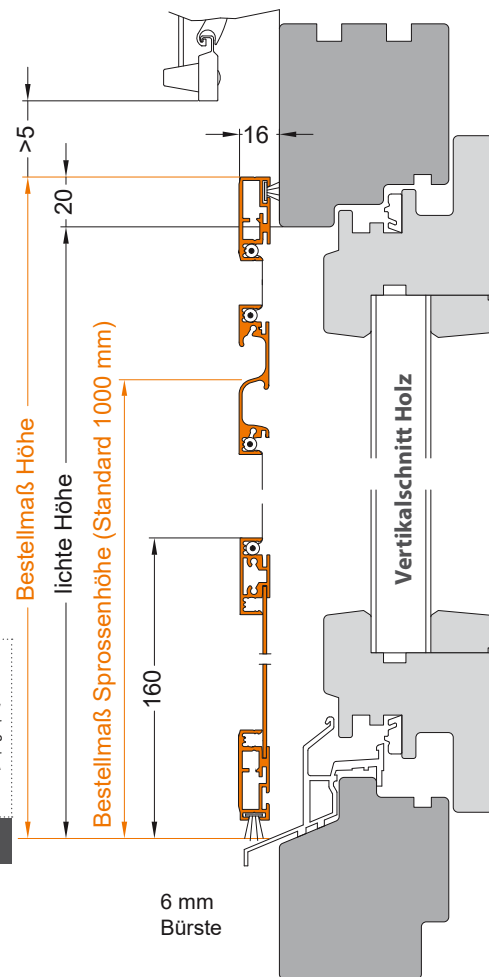 >5
16
20
Bestellmaß Höhe
lichte Höhe
Bestellmaß Sprossenhöhe (Standard 1000 mm)
Vertikalschnitt Holz
160
6 mm
Bürste